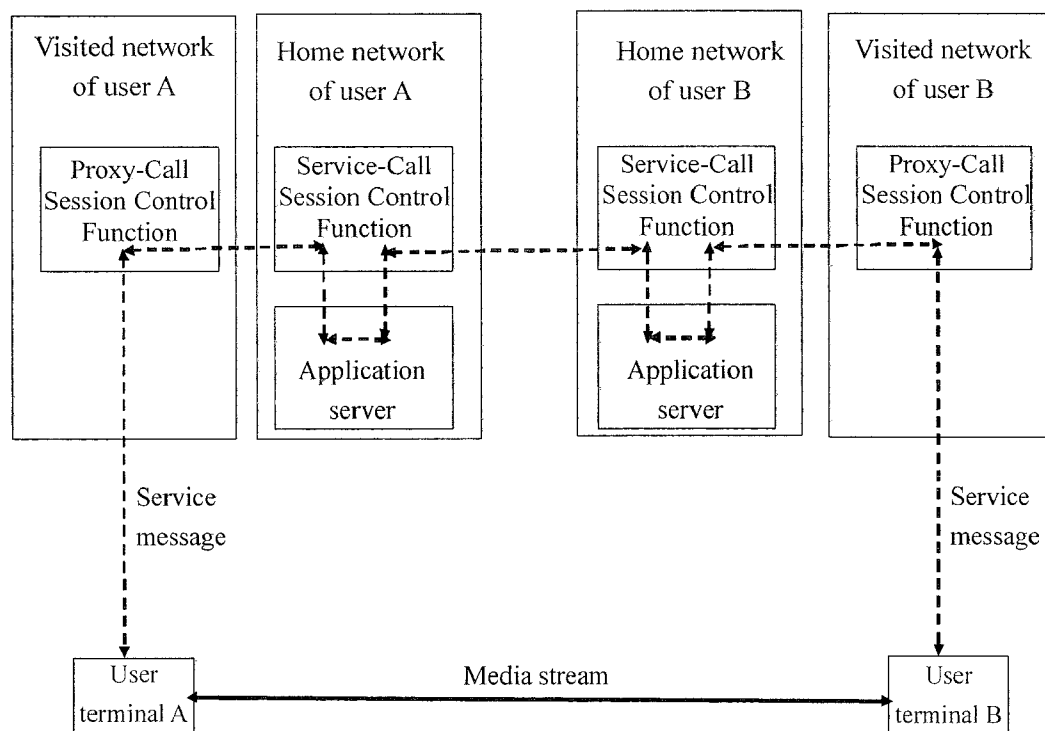 Visited network
of user A
Home network
of user A
Home network
of user B
Visited network
of user B
Proxy-Call
Session Control
Function
Service-Call
Session Control
Function
Service-Call
Session Control
Function
Proxy-Call
Session Control
Function
Application
server
Application
server
Service
message
Service
message
User
terminal A
Media stream
User
terminal B